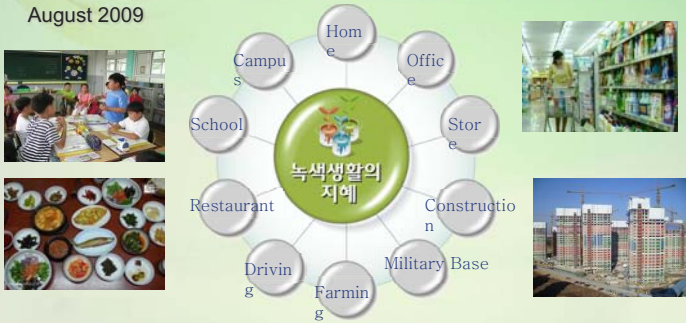 August 2009
Hom
e
Campu
s
Offic
e
School
Stor
e
녹색생활의
지혜
Restaurant
Constructio
n
Drivin
g
Military Base
Farmin
g